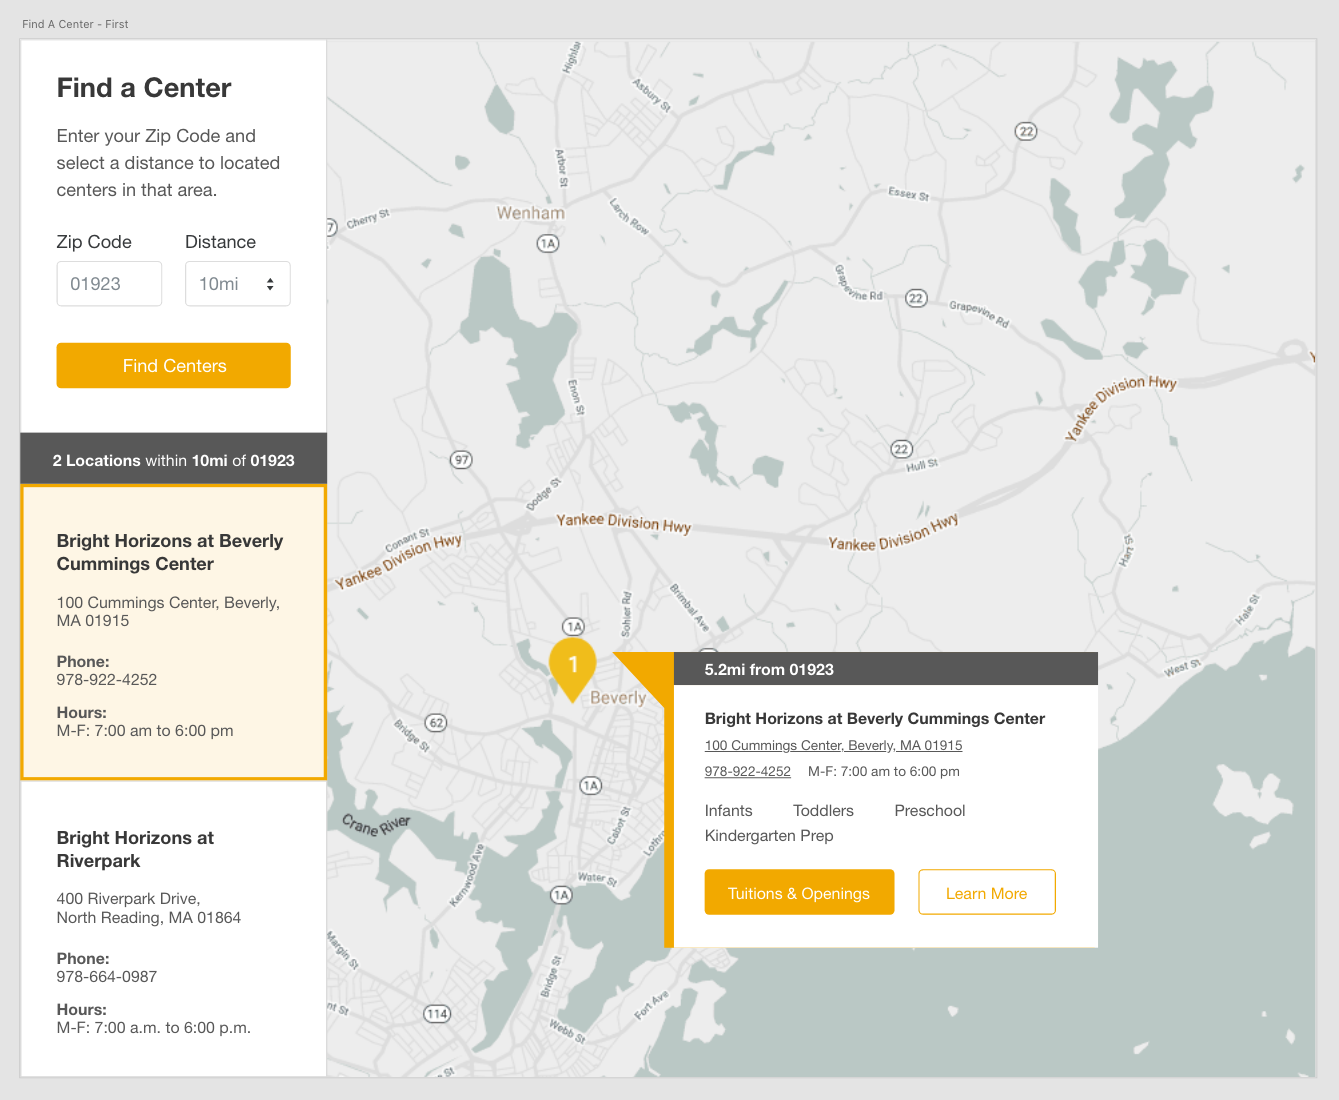 Find A Center - First
Find a Center
Enter your Zip Code and
select a distance to located
centers in that area.
Zip Code
Distance
01923
10mi
Find Centers
2 Locations within 10mi of 01923
Bright Horizons at Beverly
Cummings Center
100 Cummings Center, Beverly,
MA 01915
Phone:
978-922-4252
Hours:
M-F: 7:00 am to 6:00 pm
Bright Horizons at
Riverpark
400 Riverpark Drive,
North Reading, MA 01864
Phone:
978-664-0987
Hours:
M-F: 7:00 a.m. to 6:00 p.m.
Asbury St
22
Arbor St
Essex St
Wenham
Larch Row
Cherry St
7
1A
Grapevine Rd
22
Grapevine Rd
Yankee Division Hwy
Enon St
22
Hull St
97
Dodge St
Yankee Division Hwy
Yankee Division Hwy
Conant St
Yankee Division Hwy
Hart St
Sohier Rd
Brimbal Ave
Hale St
1A
1
West St
Beverly
62
Bridge St
1A
Crane River
Cabot St
Kernwood Ave
Water St
1A
Margin St
Bridge St
Fort Ave
114
Webb St
5.2mi from 01923
Bright Horizons at Beverly Cummings Center
100 Cummings Center, Beverly, MA 01915
978-922-4252 M-F: 7:00 am to 6:00 pm
Infants Toddlers Preschool
Kindergarten Prep
Tuitions & Openings
Learn More